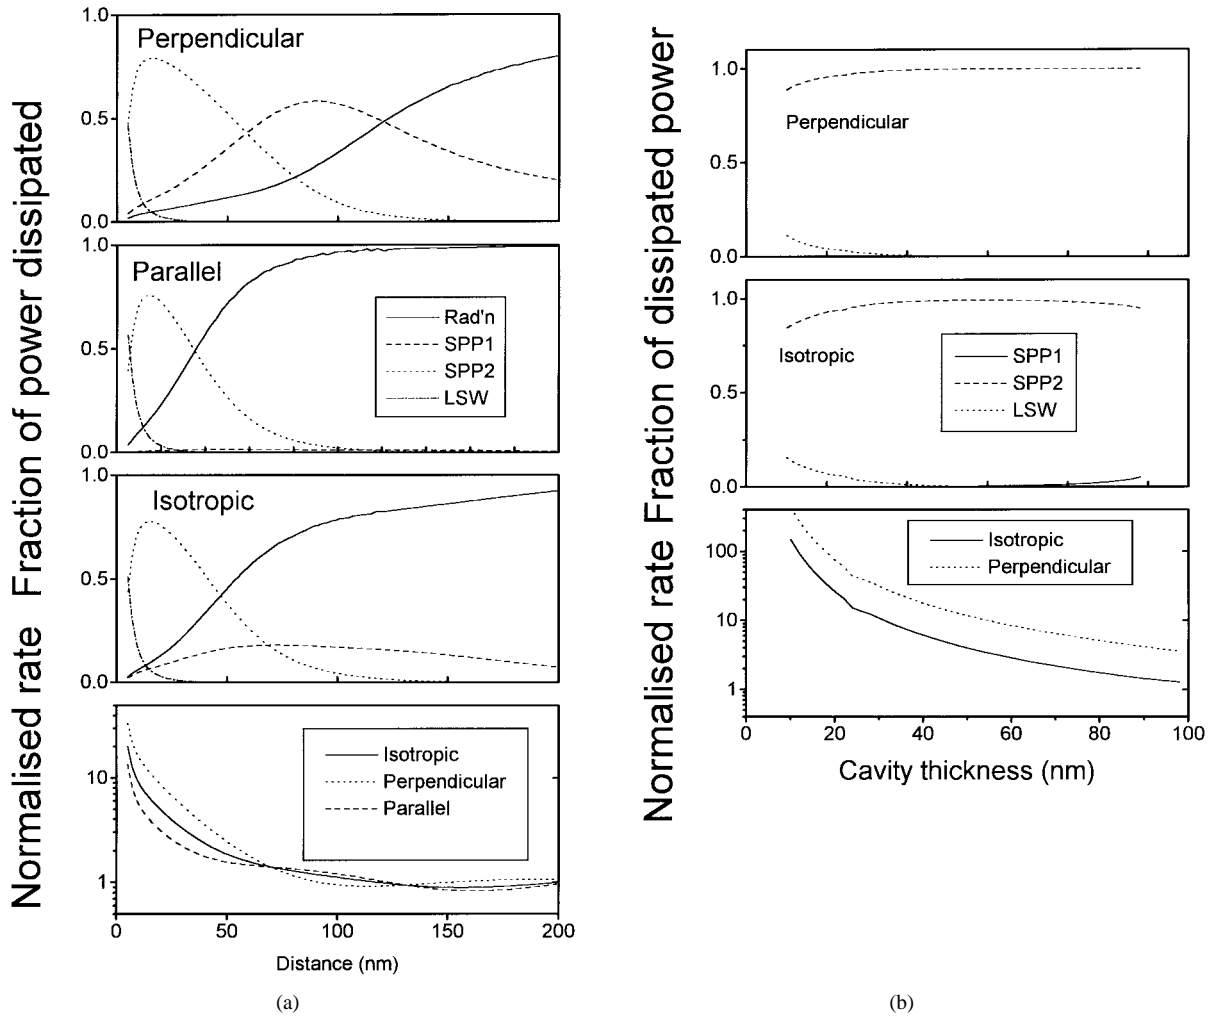 Normalised rate Fraction of power dissipated
1.0
Perpendicular
0.5
0.0
1.0
Parallel
Rad'n
SPP1
SPP2
LSW
0.5
0.0
1.0
Isotropic
0.5
0.0
Isotropic
Perpendicular
Parallel
10
1
0 50 100 150 200
Distance (nm)
(a)
Normalised rate Fraction of dissipated power
1.0
Perpendicular
0.5
0.0
1.0
Isotropic
SPP1
SPP2
LSW
0.5
0.0
Isotropic
Perpendicular
100
10
1
0 20 40 60 80 100
Cavity thickness (nm)
(b)